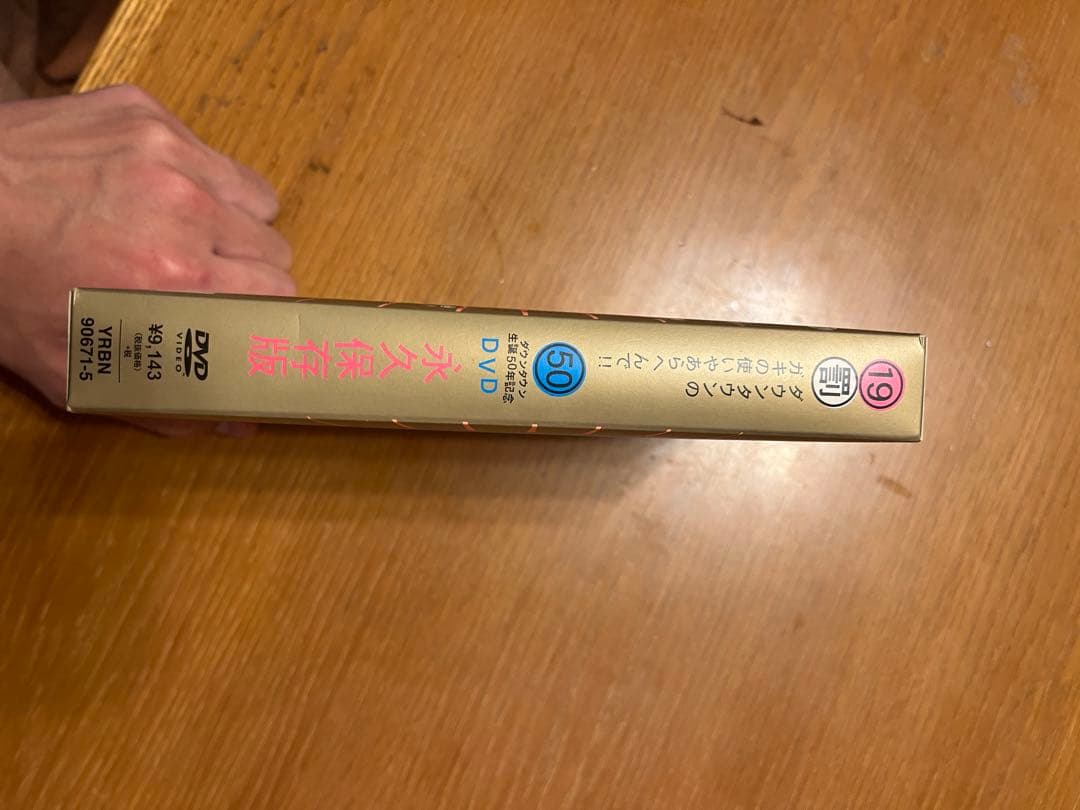 19
罰
ダウンタウンの
ガキの使いやあらへんで!!
50
ダウンタウン
生誕50年記念
DVD
永久保存版
DVD
VIDEO
¥9,143
(税抜価格)
+税
YRBN
90671-5